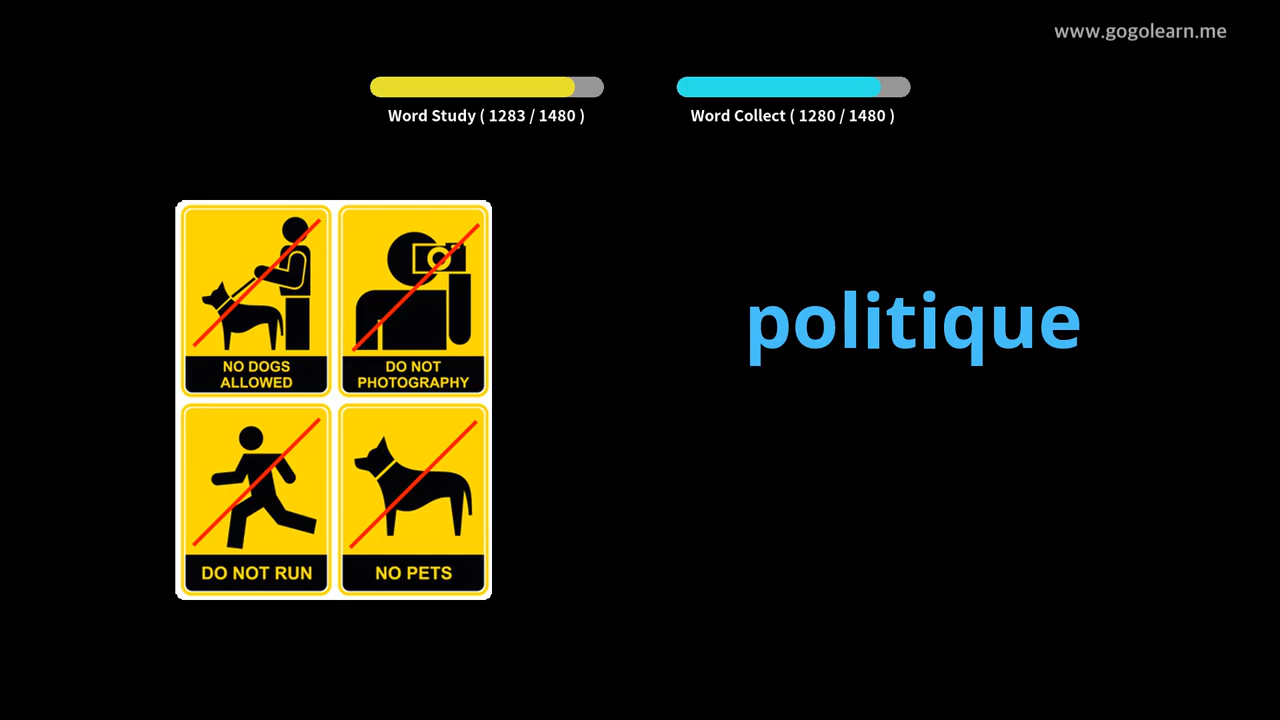 www.gogolearn.me
Word Study ( 1283 / 1480 )
Word Collect ( 1280 / 1480 )
NO DOGS
ALLOWED
DO NOT
PHOTOGRAPHY
DO NOT RUN
NO PETS
politique